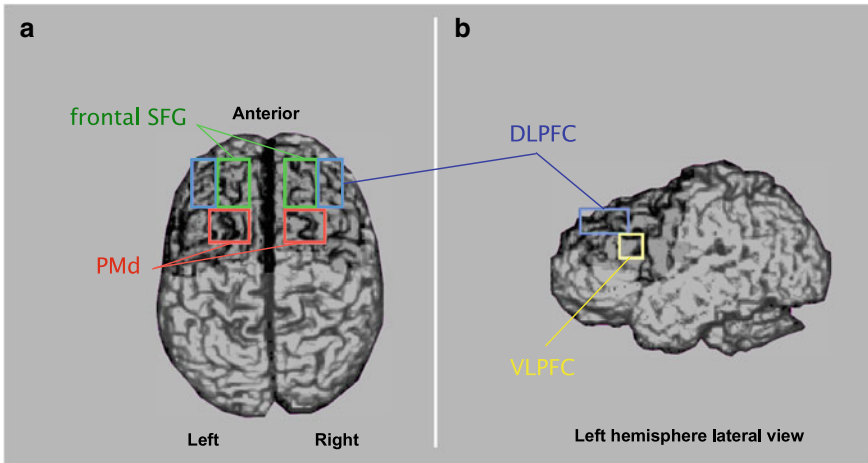 a
b
frontal SFG
Anterior
DLPFC
PMd
VLPFC
Left
Right
Left hemisphere lateral view